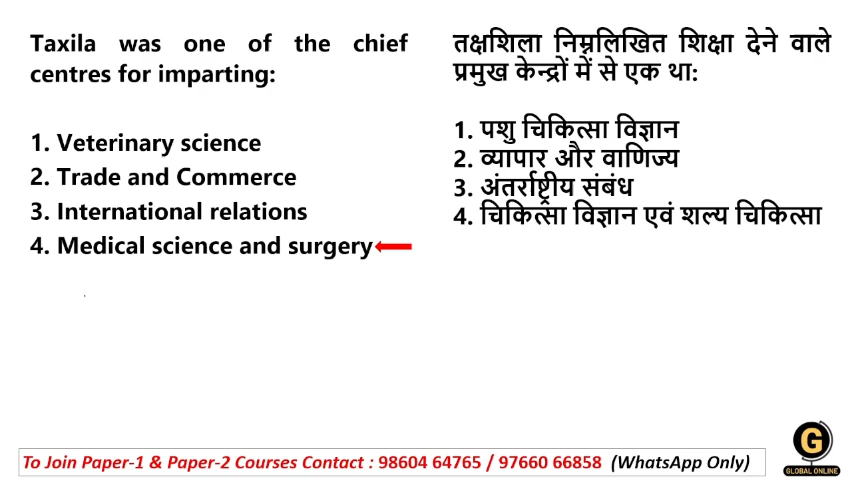 Taxila was one of the chief
centres for imparting:
1. Veterinary science
2. Trade and Commerce
3. International relations
4. Medical science and surgery
तक्षशिला निम्नलिखित शिक्षा देने वाले
प्रमुख केन्द्रों में से एक था:
1. पशु चिकित्सा विज्ञान
2. व्यापार और वाणिज्य
3. अंतर्राष्ट्रीय संबंध
4. चिकित्सा विज्ञान एवं शल्य चिकित्सा
To Join Paper-1 & Paper-2 Courses Contact : 98604 64765 / 97660 66858 (WhatsApp Only)
G
GLOBAL ONLINE